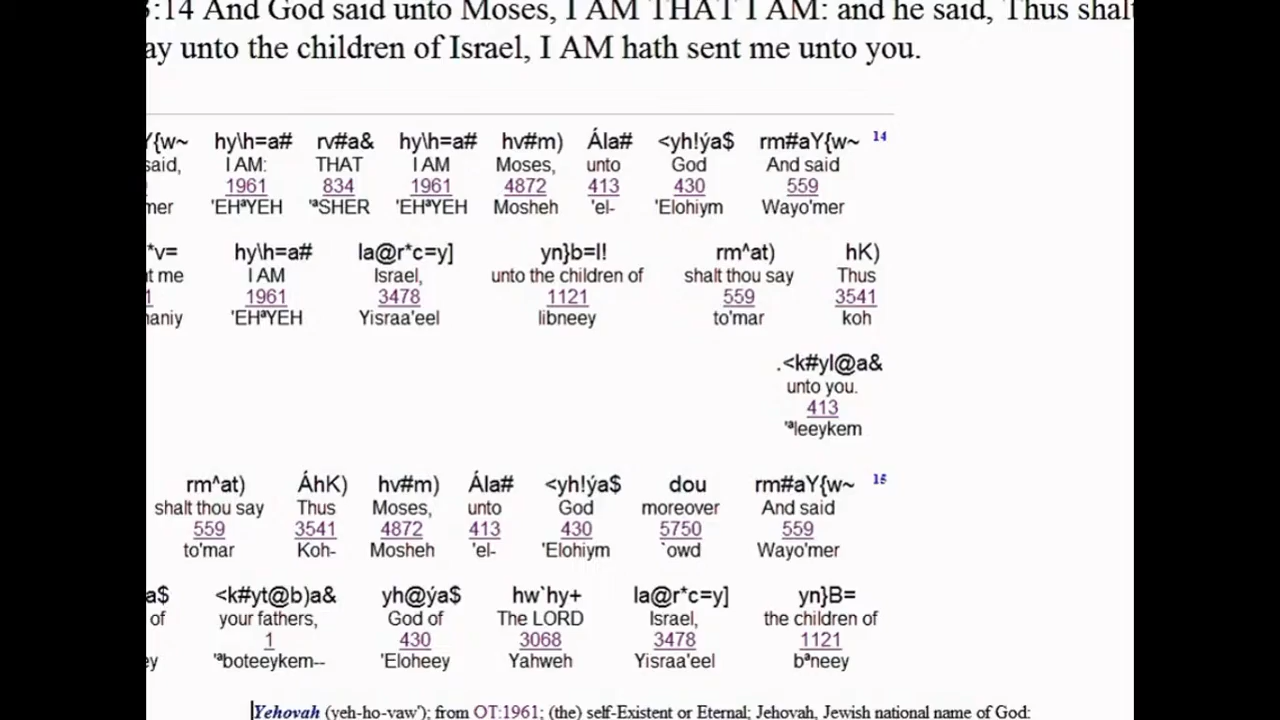 :14 And God said unto Moses, I AM THAT I AM: and he said, Thus shalt
ay unto the children of Israel, I AM hath sent me unto you.
Y{w~ hy\h=a# rv#a& hy\h=a# hv#m) Ála# <yh!ýa$ rm#aY{w~ 14
said, I AM: THAT I AM Moses, unto God And said
1961 834 1961 4872 413 430 559
mer 'EHªYEH 'ªSHER 'EHªYEH Mosheh 'el- 'Elohiym Wayo'mer
*v= hy\h=a# la@r*c=y] yn}b=l! rm^at) hK)
t me I AM Israel, unto the children of shalt thou say Thus
1 1961 3478 1121 559 3541
naniy 'EHªYEH Yisraa'eel libneey to'mar koh
.<k#yl@a&
unto you.
413
'ªleeykem
rm^at) ÁhK) hv#m) Ála# <yh!ýa$ dou rm#aY{w~ 15
shalt thou say Thus Moses, unto God moreover And said
559 3541 4872 413 430 5750 559
to'mar Koh- Mosheh 'el- 'Elohiym `owd Wayo'mer
a$ <k#yt@b)a& yh@ýa$ hw`hy+ la@r*c=y] yn}B=
of your fathers, God of The LORD Israel, the children of
1 430 3068 3478 1121
ey 'ªboteeykem-- 'Eloheey Yahweh Yisraa'eel bªneey
Yehovah (yeh-ho-vaw'); from OT:1961; (the) self-Existent or Eternal; Jehovah, Jewish national name of God: